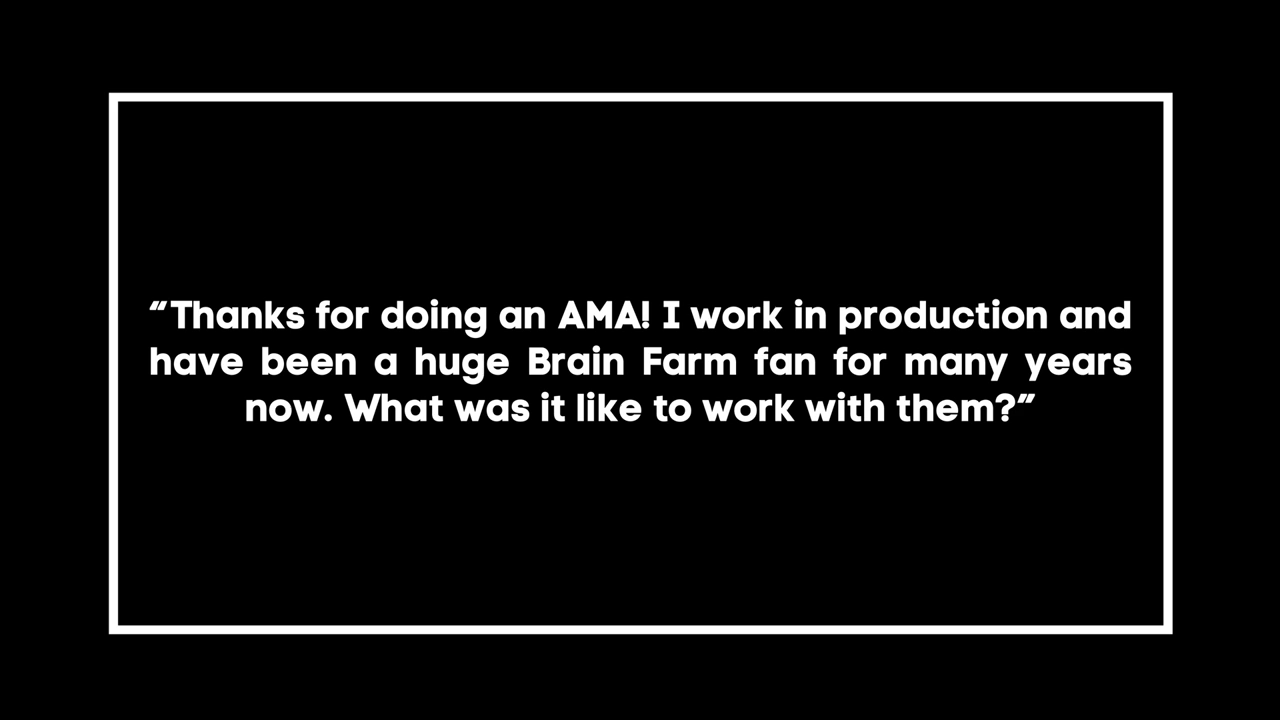 “Thanks for doing an AMA! I work in production and
have been a huge Brain Farm fan for many years
now. What was it like to work with them?”